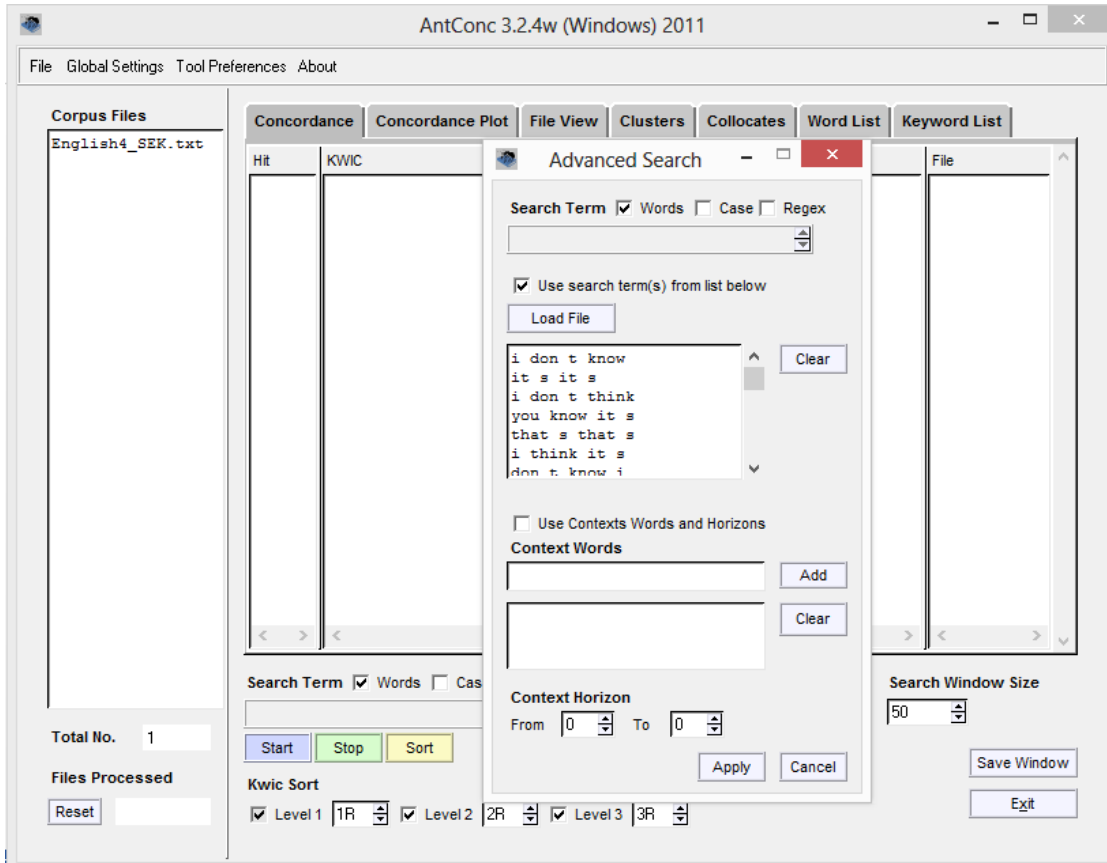 AntConc 3.2.4w (Windows) 2011
File Global Settings Tool Preferences About
Corpus Files
English4_SEK.txt
Total No. 1
Files Processed
Reset
Concordance Concordance Plot File View Clusters Collocates Word List Keyword List
Hit KWIC File
Advanced Search
Search Term Words Case Regex
Use search term(s) from list below
Load File
i don t know
it s it s
i don t think
you know it s
that s that s
i think it s
don t know i
Clear
Use Contexts Words and Horizons
Context Words
Add
Clear
Context Horizon
From 0 To 0
Apply Cancel
Search Term Words Cas
Start Stop Sort
Kwic Sort
Level 1 1R Level 2 2R Level 3 3R
Search Window Size
50
Save Window
Exit